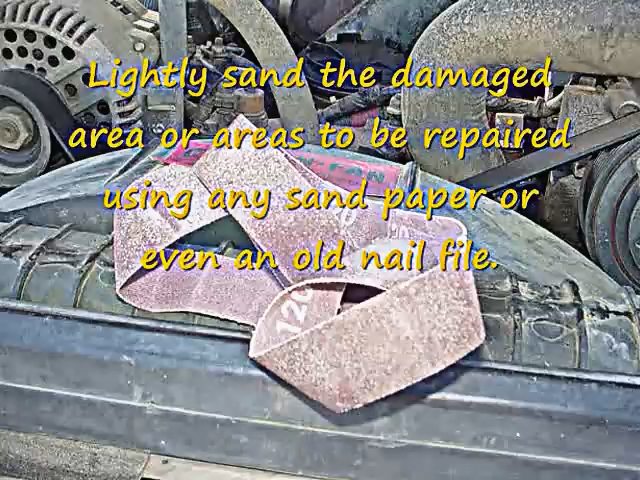 Lightly sand the damaged
area or areas to be repaired
using any sand paper or
even an old nail file.
120